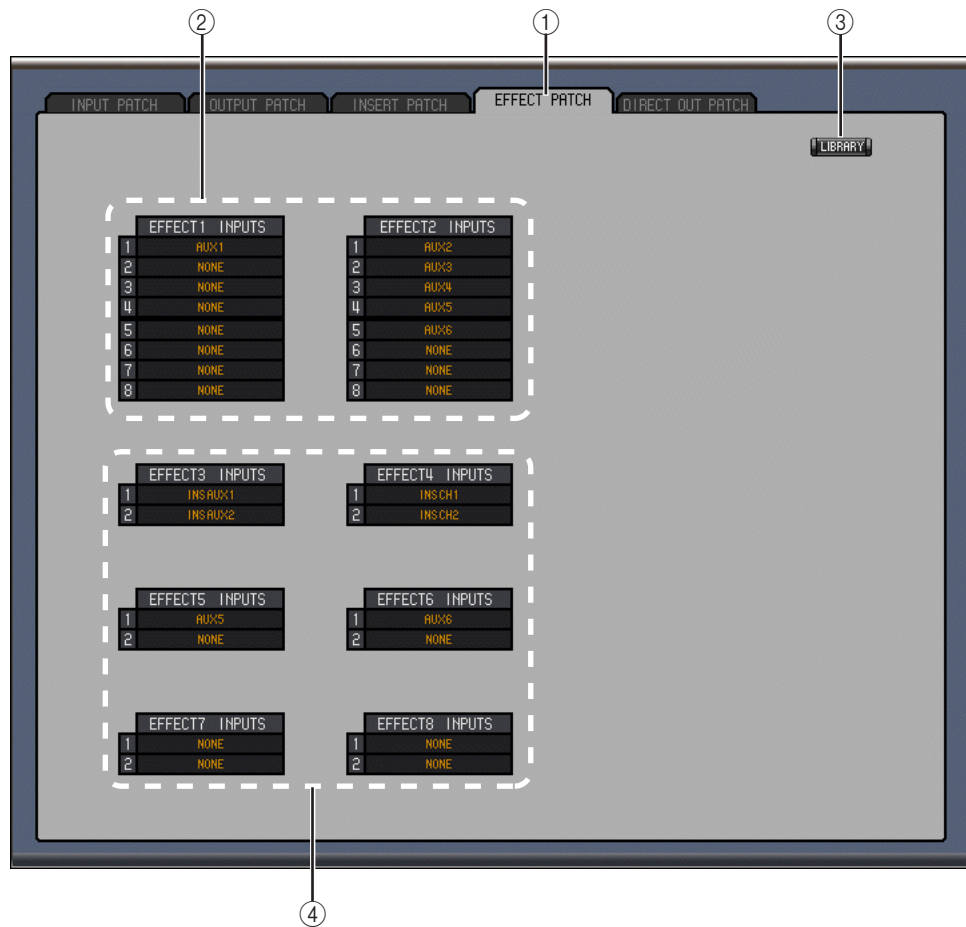 ② ① ③
INPUT PATCH OUTPUT PATCH INSERT PATCH EFFECT PATCH DIRECT OUT PATCH
LIBRARY
EFFECT1 INPUTS
1 AUX1
2 NONE
3 NONE
4 NONE
5 NONE
6 NONE
7 NONE
8 NONE
EFFECT2 INPUTS
1 AUX2
2 AUX3
3 AUX4
4 AUX5
5 AUX6
6 NONE
7 NONE
8 NONE
EFFECT3 INPUTS
1 INSAUX1
2 INSAUX2
EFFECT4 INPUTS
1 INSCH1
2 INSCH2
EFFECT5 INPUTS
1 AUX5
2 NONE
EFFECT6 INPUTS
1 AUX6
2 NONE
EFFECT7 INPUTS
1 NONE
2 NONE
EFFECT8 INPUTS
1 NONE
2 NONE
④